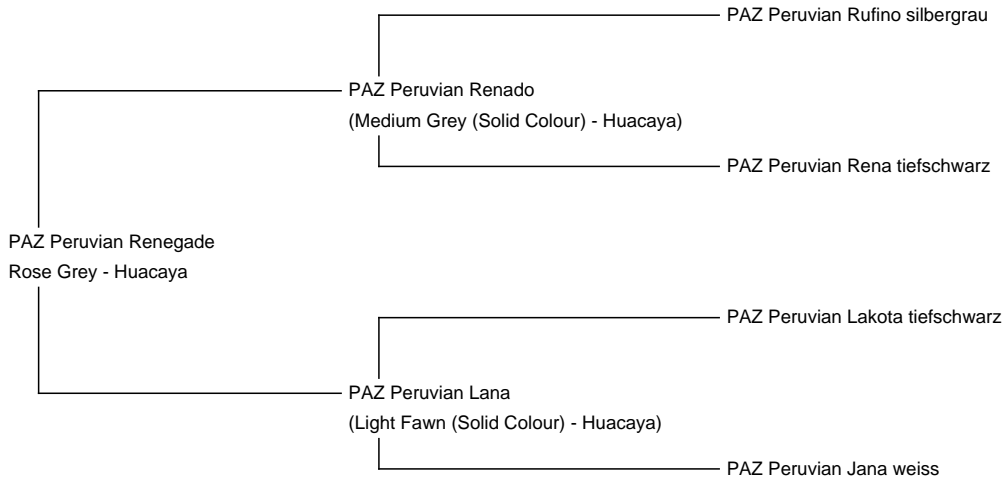 PAZ Peruvian Rufino silbergrau
PAZ Peruvian Renado
(Medium Grey (Solid Colour) - Huacaya)
PAZ Peruvian Rena tiefschwarz
PAZ Peruvian Renegade
Rose Grey - Huacaya
PAZ Peruvian Lakota tiefschwarz
PAZ Peruvian Lana
(Light Fawn (Solid Colour) - Huacaya)
PAZ Peruvian Jana weiss